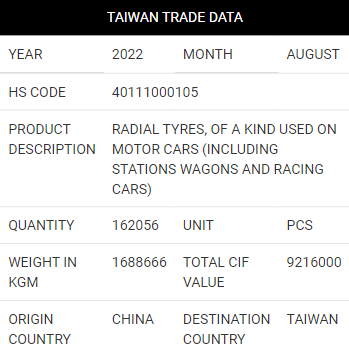 TAIWAN TRADE DATA
YEAR 2022 MONTH AUGUST
HS CODE 40111000105
PRODUCT DESCRIPTION RADIAL TYRES, OF A KIND USED ON
MOTOR CARS (INCLUDING
STATIONS WAGONS AND RACING
CARS)
QUANTITY 162056 UNIT PCS
WEIGHT IN KGM 1688666 TOTAL CIF VALUE 9216000
ORIGIN COUNTRY CHINA DESTINATION COUNTRY TAIWAN